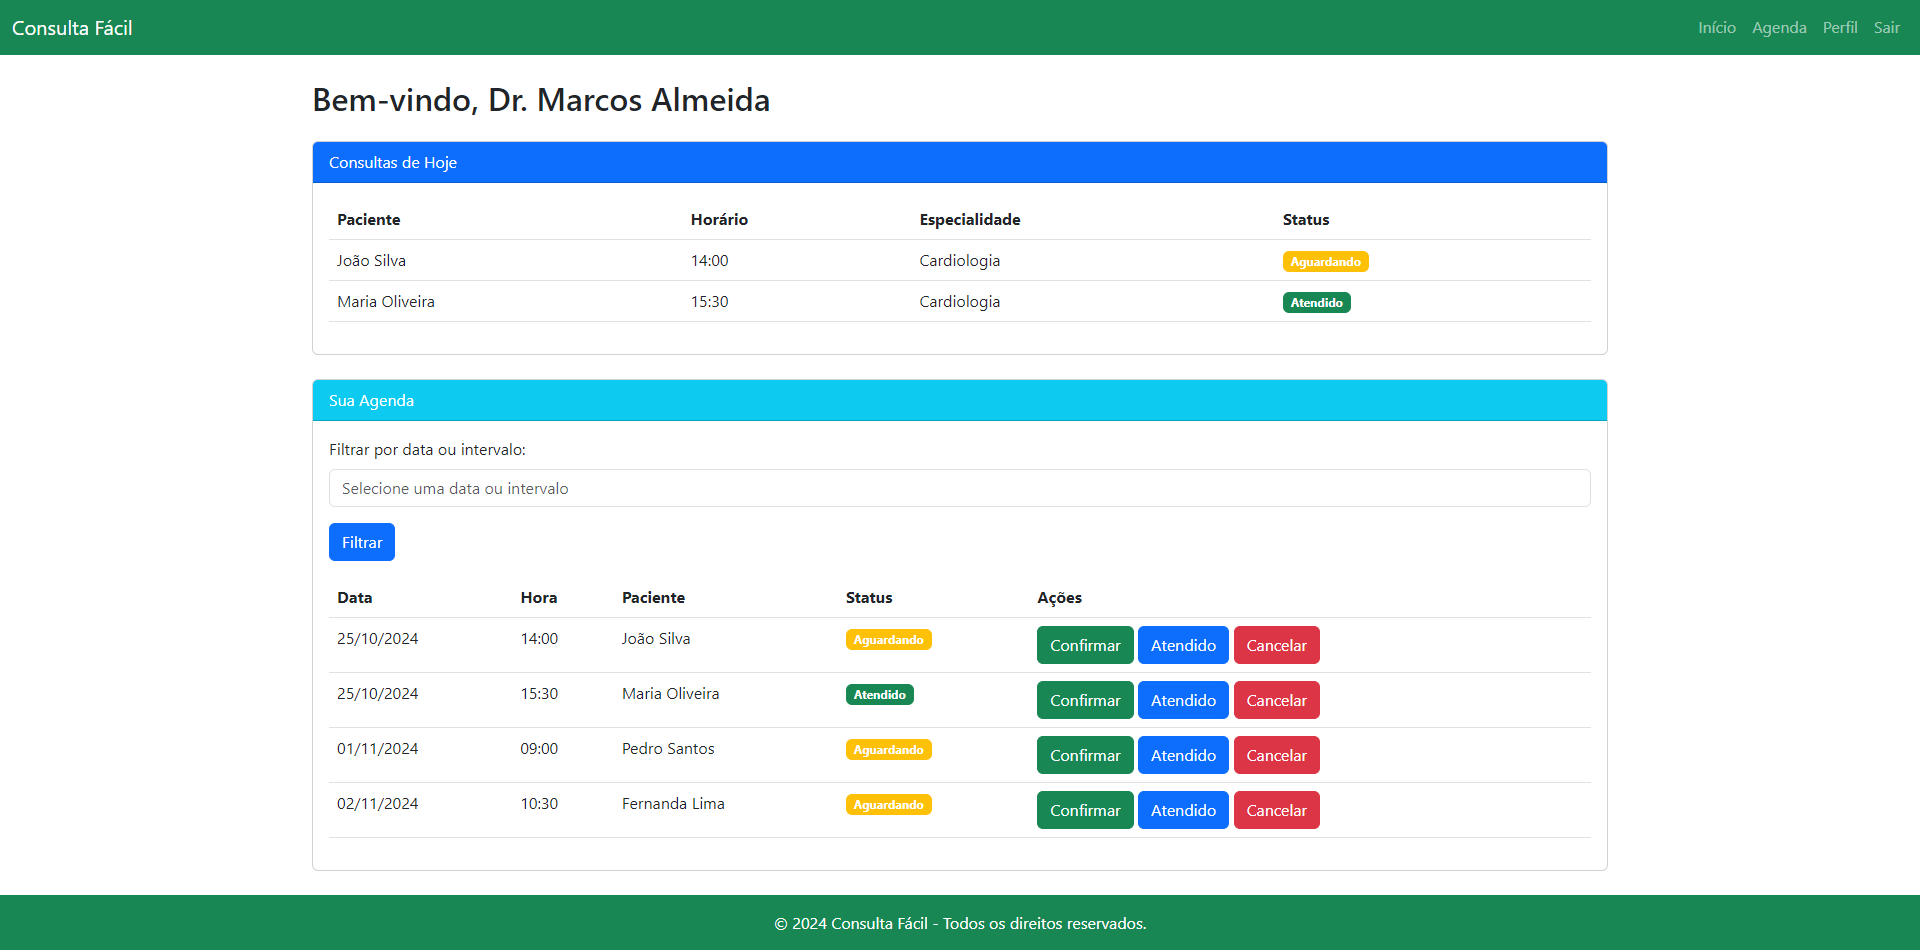 Consulta Fácil Início Agenda Perfil Sair
Bem-vindo, Dr. Marcos Almeida
Consultas de Hoje
Paciente Horário Especialidade Status
João Silva 14:00 Cardiologia Aguardando
Maria Oliveira 15:30 Cardiologia Atendido
Sua Agenda
Filtrar por data ou intervalo:
Selecione uma data ou intervalo
Filtrar
Data Hora Paciente Status Ações
25/10/2024 14:00 João Silva Aguardando Confirmar Atendido Cancelar
25/10/2024 15:30 Maria Oliveira Atendido Confirmar Atendido Cancelar
01/11/2024 09:00 Pedro Santos Aguardando Confirmar Atendido Cancelar
02/11/2024 10:30 Fernanda Lima Aguardando Confirmar Atendido Cancelar
© 2024 Consulta Fácil - Todos os direitos reservados.